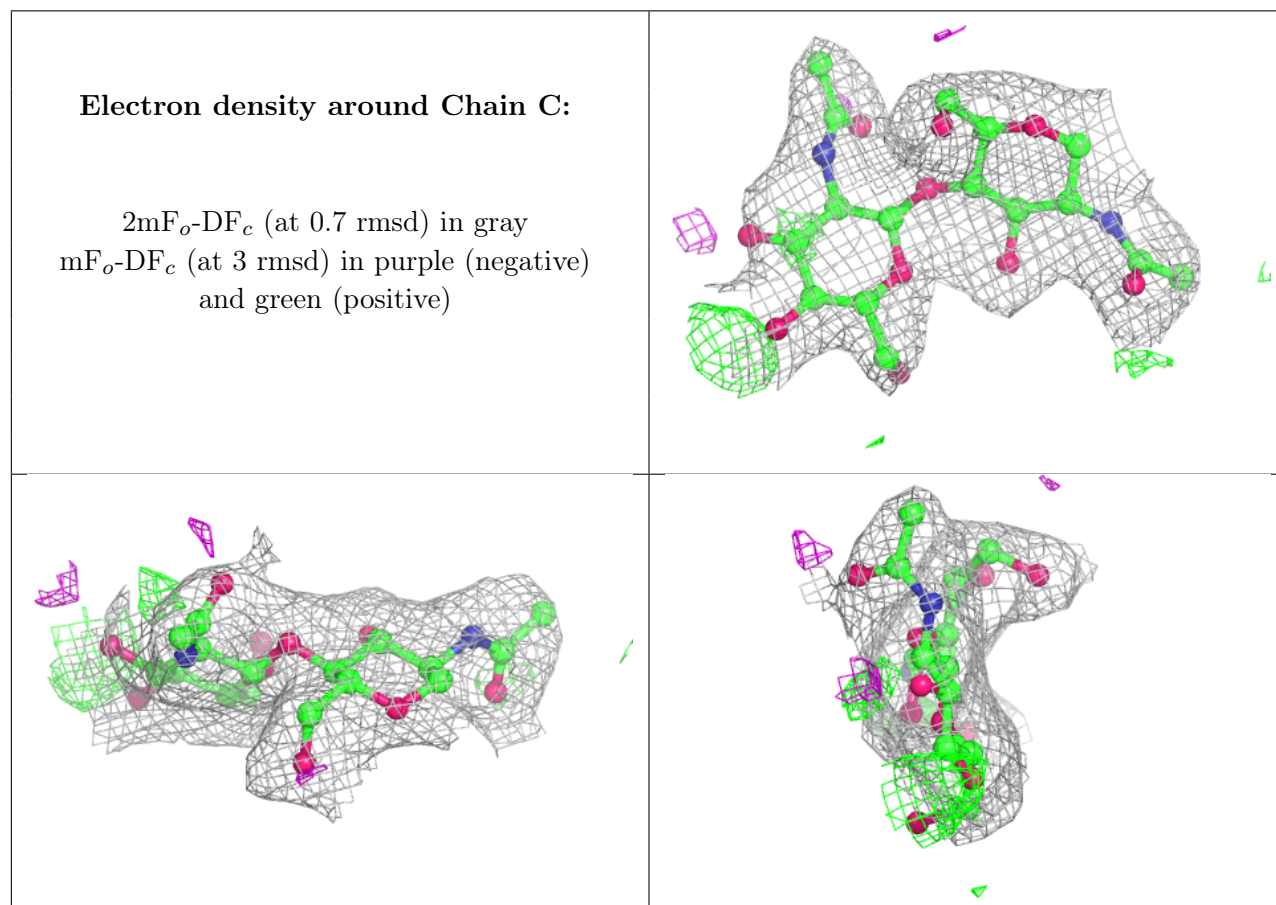 Electron density around Chain C:
2mFₒ-DF𝒸 (at 0.7 rmsd) in gray
mFₒ-DF𝒸 (at 3 rmsd) in purple (negative)
and green (positive)